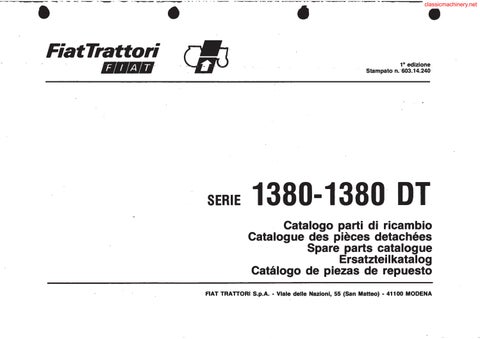 classicmachinery.net
FiatTrattori
FIAT
1ª edizione
Stampato n. 603.14.240
SERIE 1380-1380 DT
Catalogo parti di ricambio
Catalogue des pièces detachées
Spare parts catalogue
Ersatzteilkatalog
Catálogo de piezas de repuesto
FIAT TRATTORI S.p.A. - Viale delle Nazioni, 55 (San Matteo) - 41100 MODENA